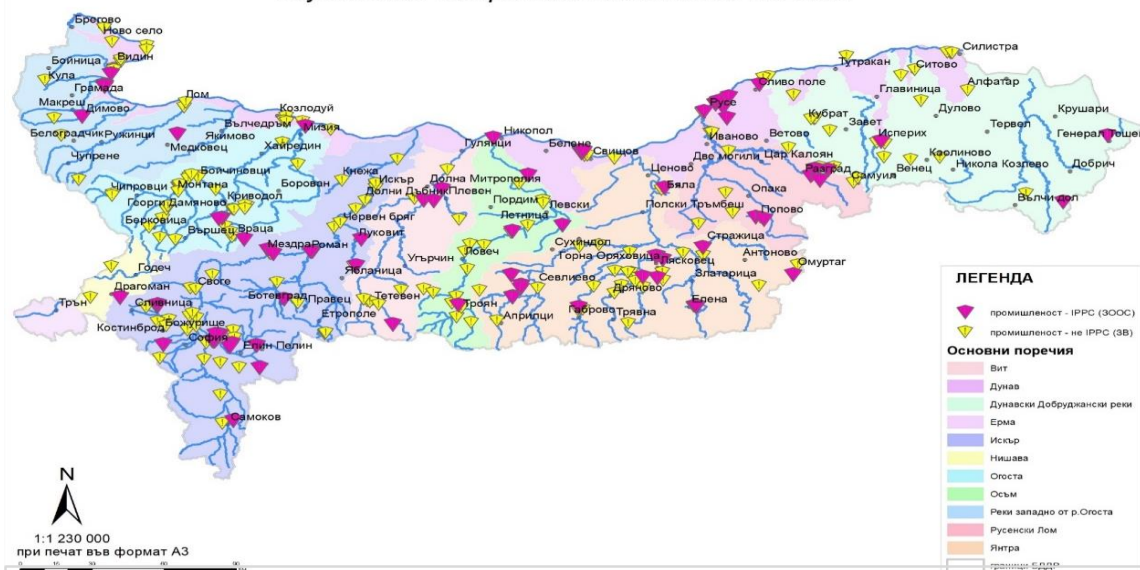 Брегово
Ново село
Видин
Бойница
Кула
Грамада
Макреш
Димово
Лом
Козлодуй
Вълчедръм
Мизия
Белоградчик
Ружинци
Якимово
Медковец
Хайредин
Чупрене
Чипровци
Бойчиновци
Монтана
Борован
Георги Дамяново
Криводол
Берковица
Вършец
Враца
Мездра
Роман
Кнежа
Искър
Долна
Долни
Дъбник
Плевен
Червен бряг
Луковит
Ябланица
Угърчин
Гулянци
Никопол
Белене
Свищов
Митрополия
Пордим
Левски
Летница
Ловеч
Сухиндол
Горна Оряховица
Лясковец
Севлиево
Дряново
Златарица
Антоново
Омуртаг
Троян
Априлци
Габрово
Трявна
Елена
Тетевен
Годеч
Драгоман
Сливница
Своге
Ботевград
Правец
Етрополе
Трън
Костинброд
Божурище
София
Елин Пелин
Самоков
Полски Тръмбеш
Бяла
Ценово
Две могили
Иваново
Русе
Сливо поле
Ветово
Цар Калоян
Разград
Опака
Попово
Стражица
Тутракан
Кубрат
Завет
Исперих
Самуил
Главиница
Ситово
Силистра
Алфатар
Дулово
Тервел
Крушари
Генерал Тошево
Добрич
Каолиново
Венец
Никола Козлево
Вълчи дол
ЛЕГЕНДА
промишленост - IPPC (ЗООС)
промишленост - не IPPC (ЗВ)
Основни поречия
Вит
Дунав
Дунавски Добруджански реки
Ерма
Искър
Нишава
Огоста
Осъм
Реки западно от р.Огоста
Русенски Лом
Янтра
N
1:1 230 000
при печат във формат А3